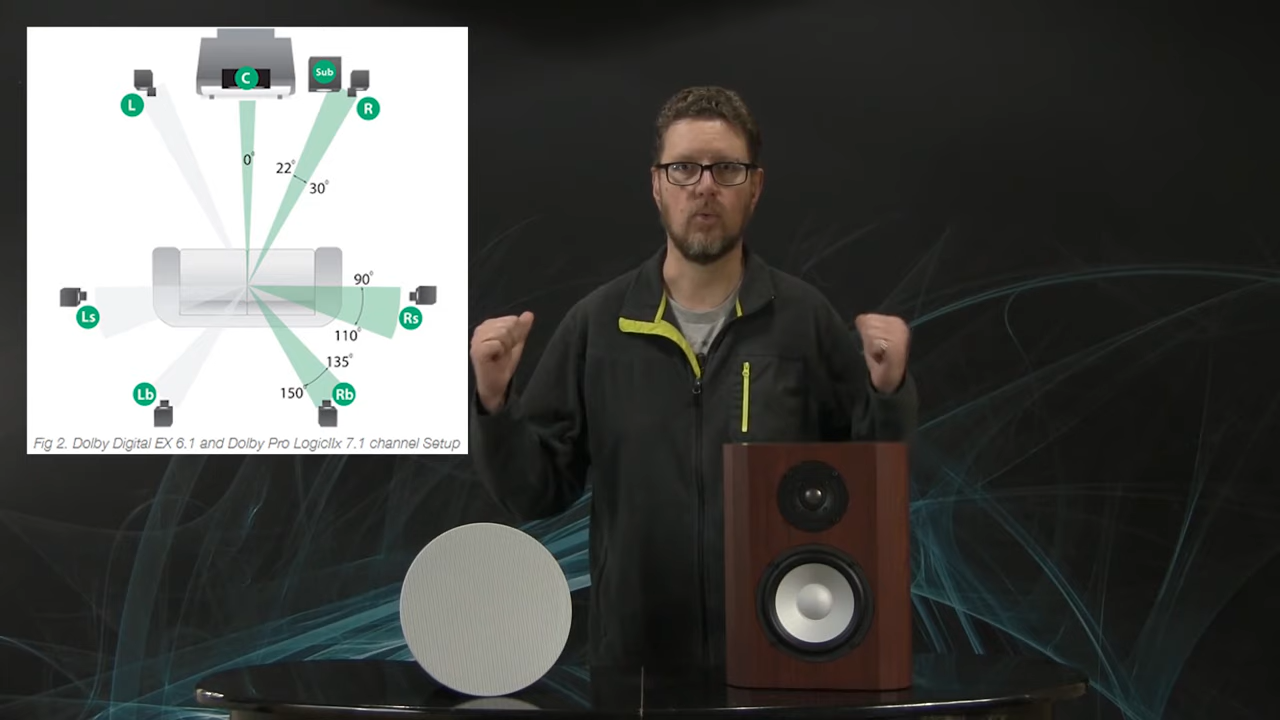 C
Sub
L
R
0°
22°
30°
90°
Ls
Rs
110°
135°
Lb
150°
Rb
Fig 2. Dolby Digital EX 6.1 and Dolby Pro LogicIIx 7.1 channel Setup